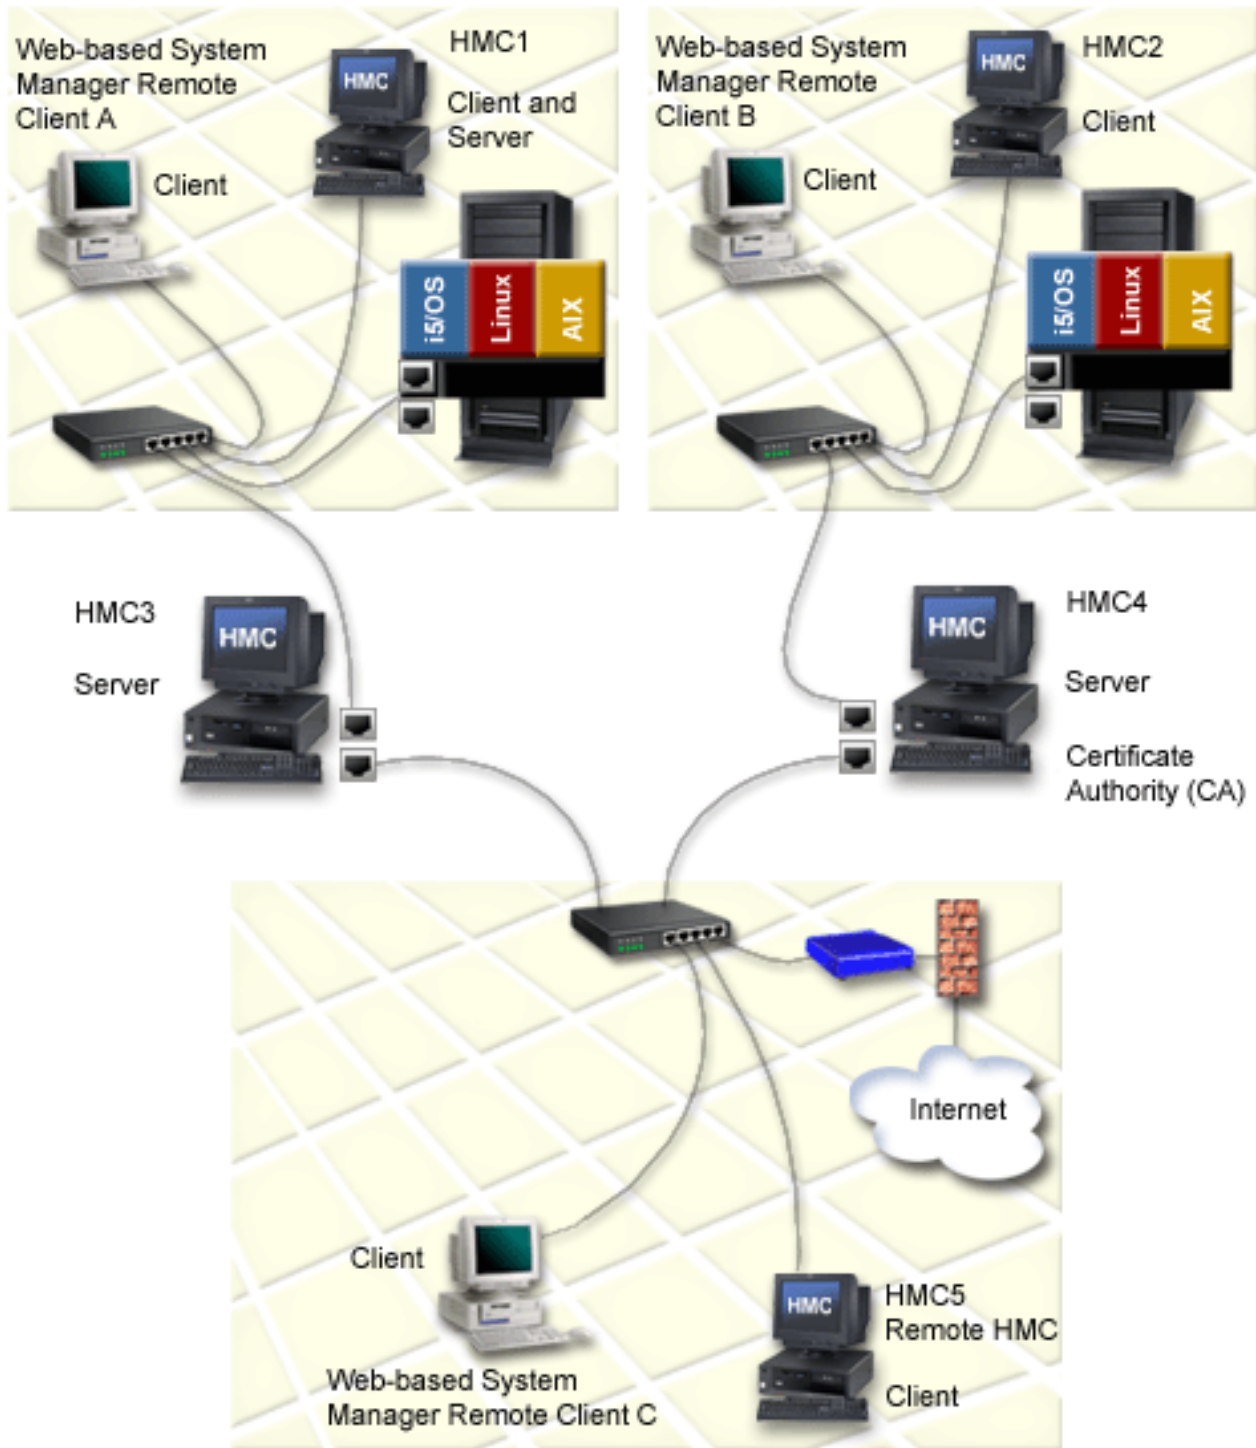 Web-based System
Manager Remote
Client A
HMC
HMC1
Client and
Server
Client
i5/OS
Linux
AIX
Web-based System
Manager Remote
Client B
HMC
HMC2
Client
Client
i5/OS
Linux
AIX
HMC3
Server
HMC
HMC
HMC4
Server
Certificate
Authority (CA)
Internet
Client
Web-based System
Manager Remote Client C
HMC
HMC5
Remote HMC
Client